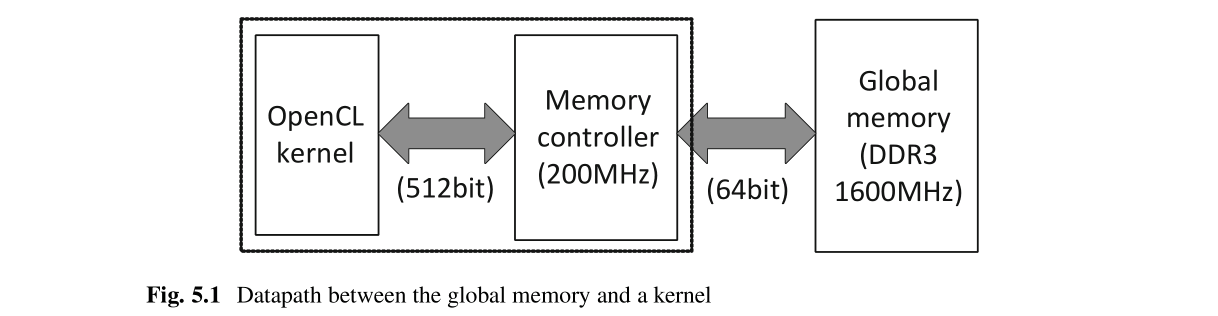 OpenCL
kernel
(512bit)
Memory
controller
(200MHz)
(64bit)
Global
memory
(DDR3
1600MHz)
Fig. 5.1 Datapath between the global memory and a kernel